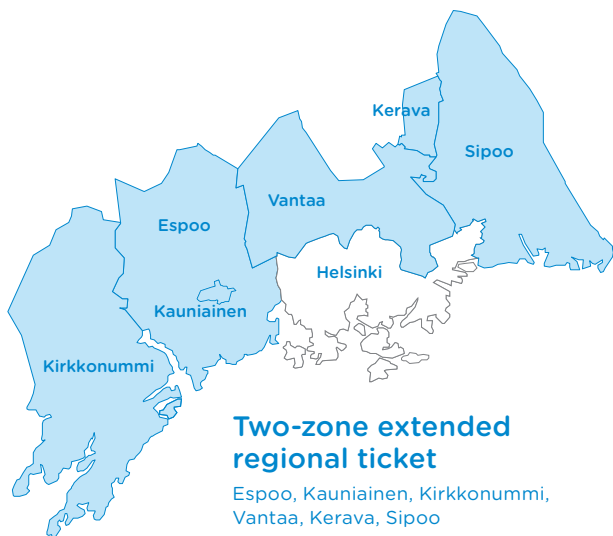 Kerava
Sipoo
Vantaa
Espoo
Helsinki
Kauniainen
Kirkkonummi
Two-zone extended
regional ticket
Espoo, Kauniainen, Kirkkonummi,
Vantaa, Kerava, Sipoo